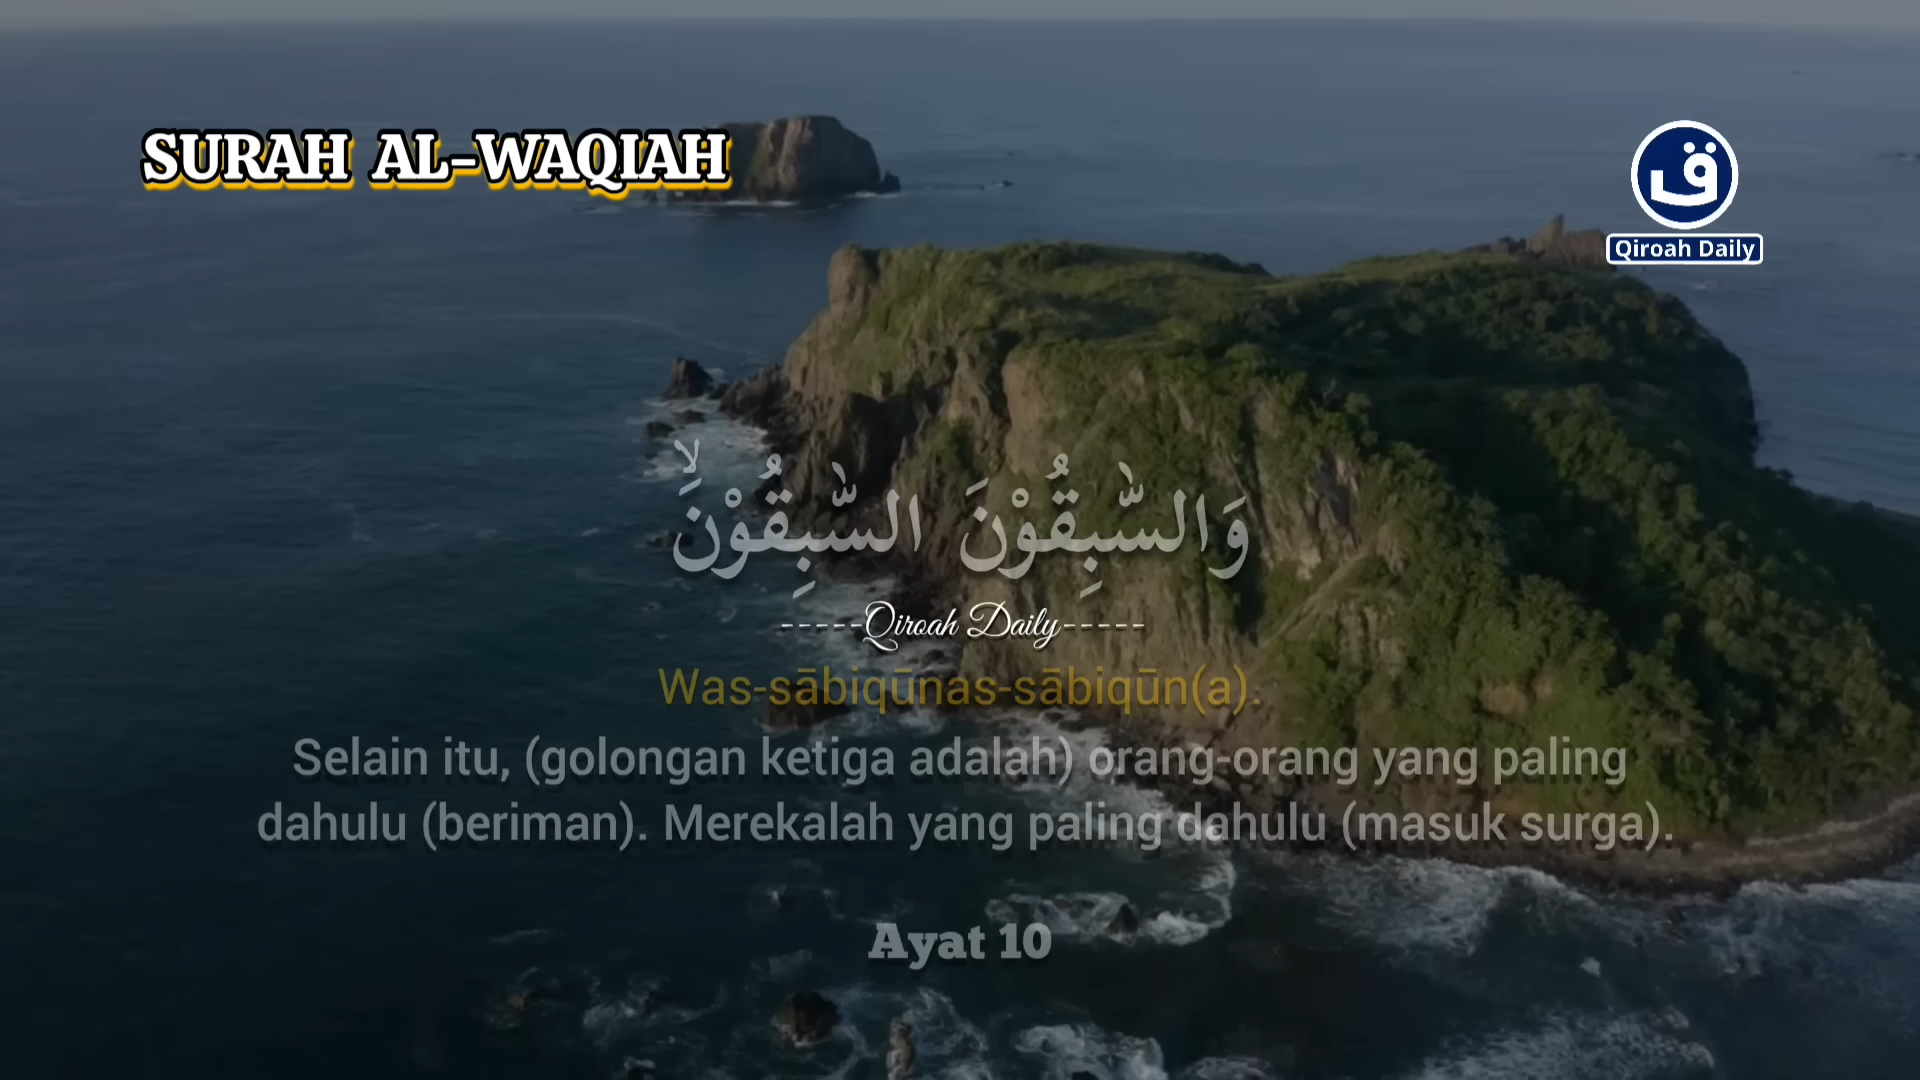 SURAH AL-WAQIAH
ق
Qiroah Daily
وَالسّٰبِقُوْنَ السّٰبِقُوْنَۙ
-----Qiroah Daily-----
Was-sābiqūnas-sābiqūn(a).
Selain itu, (golongan ketiga adalah) orang-orang yang paling
dahulu (beriman). Merekalah yang paling dahulu (masuk surga).
Ayat 10